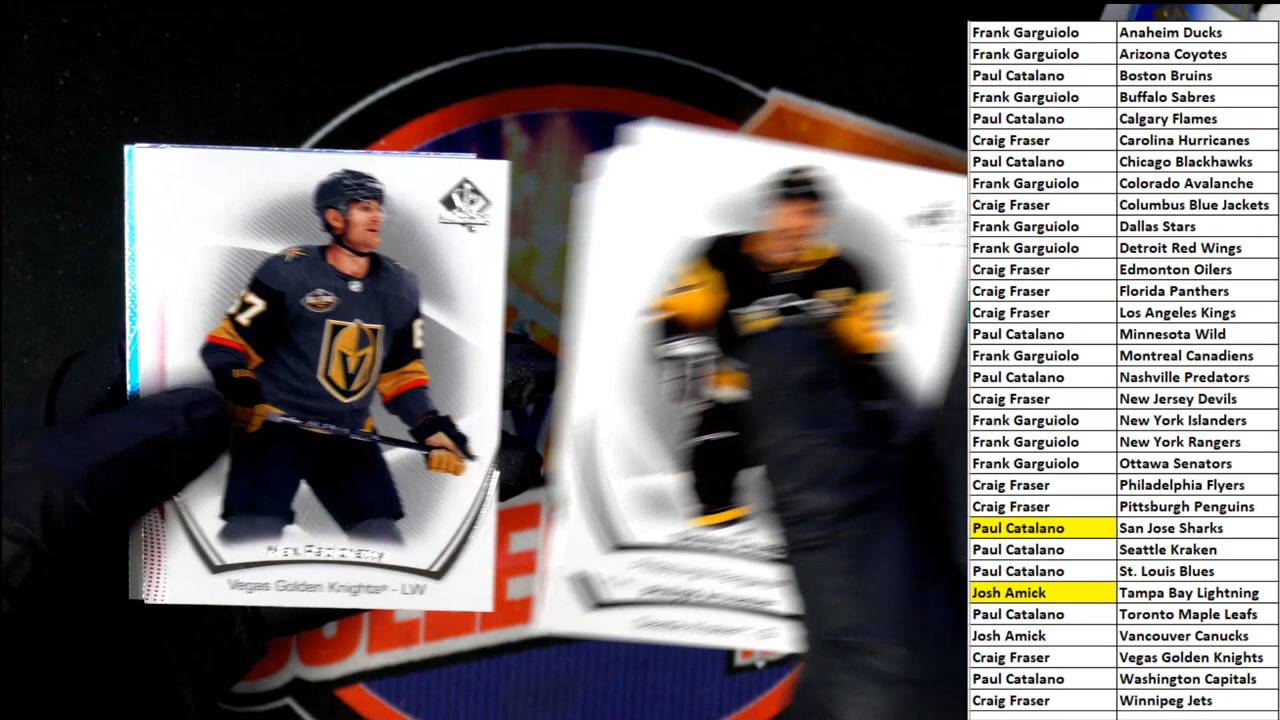 Frank Garguiolo Anaheim Ducks
Frank Garguiolo Arizona Coyotes
Paul Catalano Boston Bruins
Frank Garguiolo Buffalo Sabres
Paul Catalano Calgary Flames
Craig Fraser Carolina Hurricanes
Paul Catalano Chicago Blackhawks
Frank Garguiolo Colorado Avalanche
Craig Fraser Columbus Blue Jackets
Frank Garguiolo Dallas Stars
Frank Garguiolo Detroit Red Wings
Craig Fraser Edmonton Oilers
Craig Fraser Florida Panthers
Craig Fraser Los Angeles Kings
Paul Catalano Minnesota Wild
Frank Garguiolo Montreal Canadiens
Paul Catalano Nashville Predators
Craig Fraser New Jersey Devils
Frank Garguiolo New York Islanders
Frank Garguiolo New York Rangers
Frank Garguiolo Ottawa Senators
Craig Fraser Philadelphia Flyers
Craig Fraser Pittsburgh Penguins
Paul Catalano San Jose Sharks
Paul Catalano Seattle Kraken
Paul Catalano St. Louis Blues
Josh Amick Tampa Bay Lightning
Paul Catalano Toronto Maple Leafs
Josh Amick Vancouver Canucks
Craig Fraser Vegas Golden Knights
Paul Catalano Washington Capitals
Craig Fraser Winnipeg Jets
SP
67
Max Pacioretty
Vegas Golden Knights® - LW